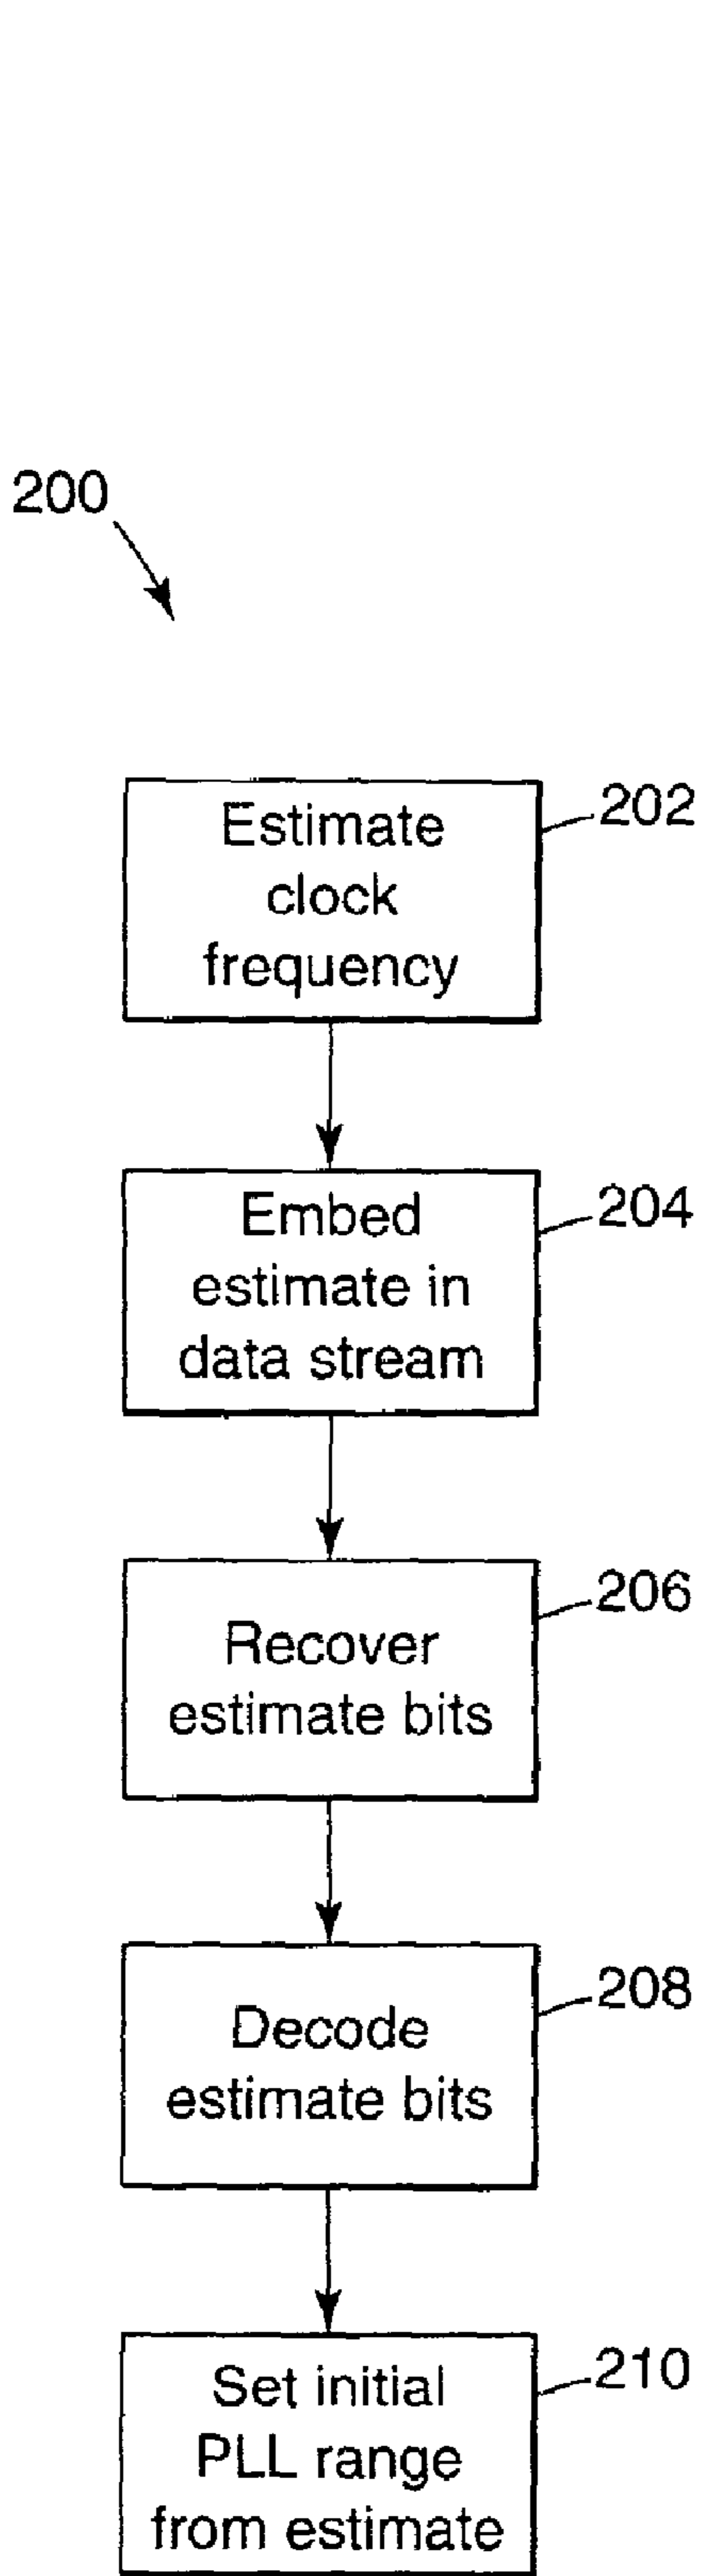 200
202
Estimate
clock
frequency
204
Embed
estimate in
data stream
206
Recover
estimate bits
208
Decode
estimate bits
210
Set initial
PLL range
from estimate